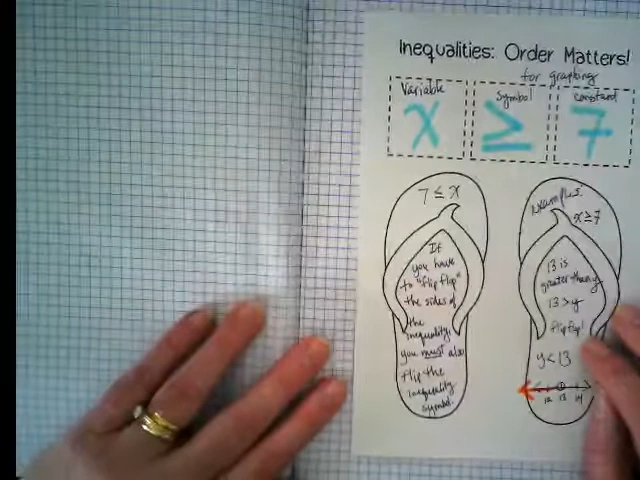 Inequalities: Order Matters!
for graphing
Variable
Symbol
constant
x
≥
7
7 ≤ x
If
you have
to "flip flop"
the sides of
the
inequality,
you must also
flip the
inequality
symbol.
Examples:
x ≥ 7
13 is
greater than y
13 > y
flip flop!
y < 13
12 13 14